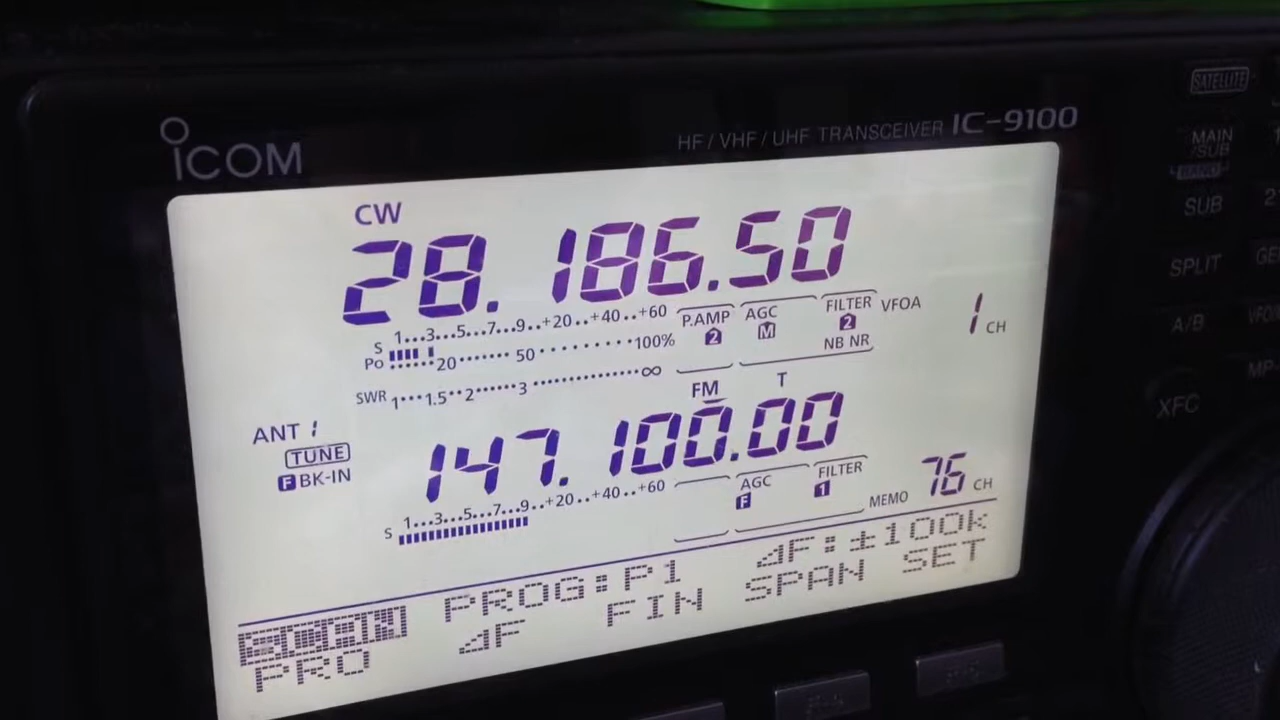 ICOM
HF / VHF / UHF TRANSCEIVER IC-9100
SATELLITE
MAIN
/SUB
BAND
SUB
SPLIT
A/B
XFC
CW
28.186.50
S 1...3...5...7...9..+20..+40..+60
Po ......20.......50.........100%
SWR 1...1.5..2......3.............∞
P.AMP 2
AGC M
FILTER 2
VFOA
NB NR
1 CH
FM T
147.100.00
ANT 1
TUNE
F BK-IN
S 1...3...5...7...9..+20..+40..+60
AGC F
FILTER 1
MEMO 76 CH
SCAN PROG:P1 ⊿F:±100k
PRO ⊿F FIN SPAN SET